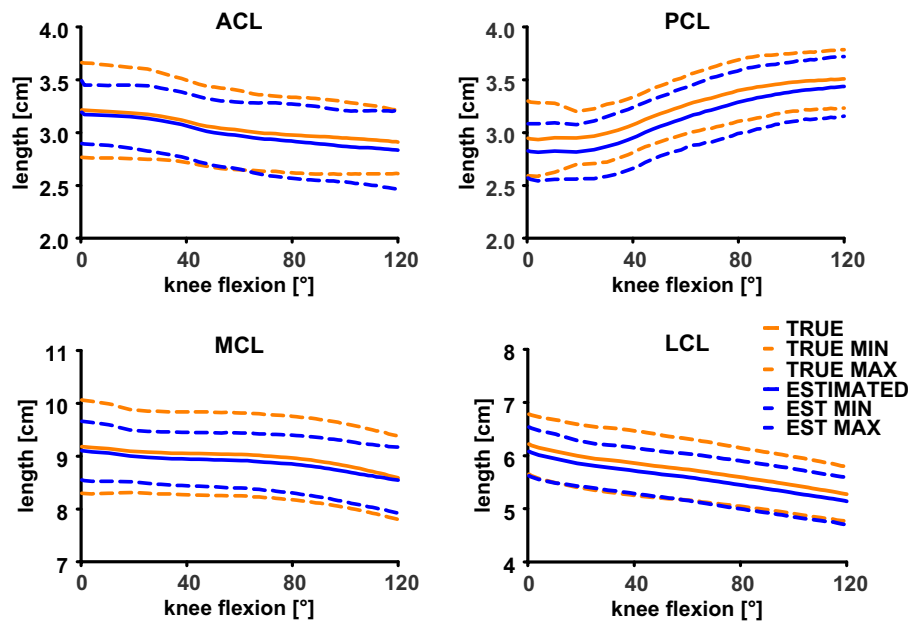 ACL
4.0
3.5
3.0
2.5
2.0
length [cm]
0 40 80 120
knee flexion [°]
PCL
4.0
3.5
3.0
2.5
2.0
length [cm]
0 40 80 120
knee flexion [°]
MCL
11
10
9
8
7
length [cm]
0 40 80 120
knee flexion [°]
LCL
8
7
6
5
4
length [cm]
0 40 80 120
knee flexion [°]
TRUE
TRUE MIN
TRUE MAX
ESTIMATED
EST MIN
EST MAX